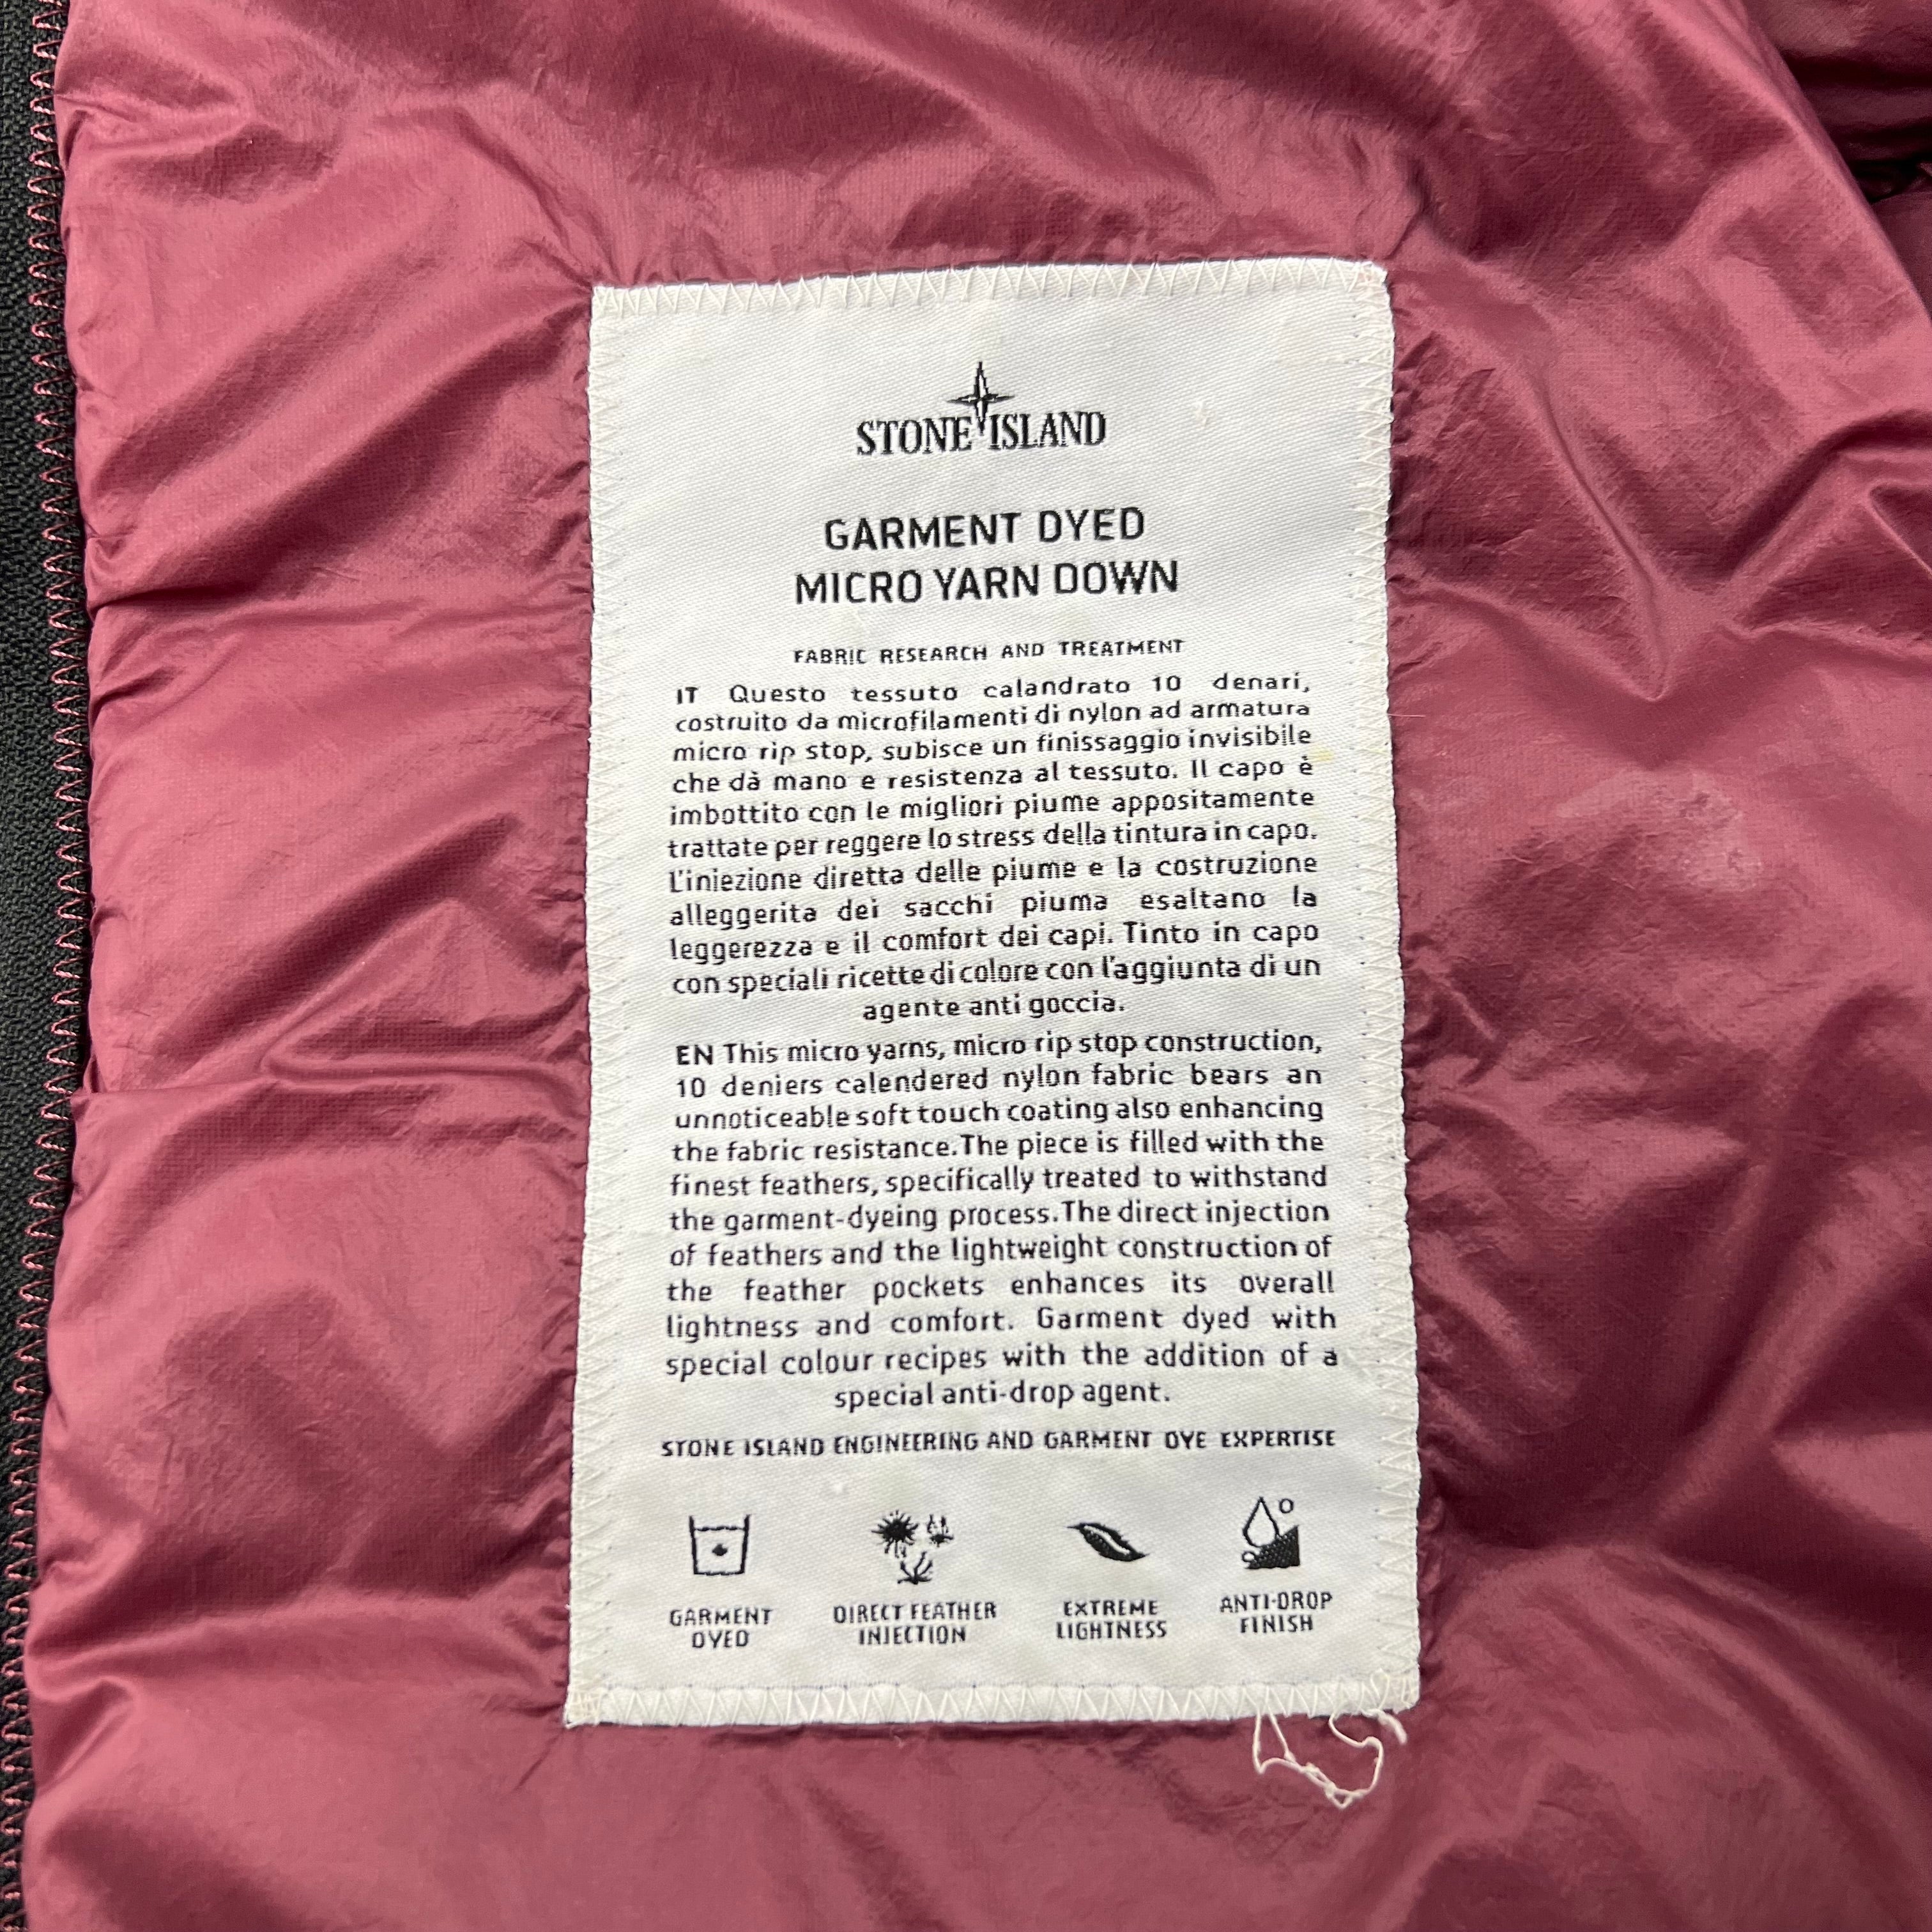 STONE ISLAND
GARMENT DYED
MICRO YARN DOWN
FABRIC RESEARCH AND TREATMENT
IT Questo tessuto calandrato 10 denari,
costruito da microfilamenti di nylon ad armatura
micro rip stop, subisce un finissaggio invisibile
che dà mano e resistenza al tessuto. Il capo è
imbottito con le migliori piume appositamente
trattate per reggere lo stress della tintura in capo.
L'iniezione diretta delle piume e la costruzione
alleggerita dei sacchi piuma esaltano la
leggerezza e il comfort dei capi. Tinto in capo
con speciali ricette di colore con l'aggiunta di un
agente anti goccia.
EN This micro yarns, micro rip stop construction,
10 deniers calendered nylon fabric bears an
unnoticeable soft touch coating also enhancing
the fabric resistance. The piece is filled with the
finest feathers, specifically treated to withstand
the garment-dyeing process. The direct injection
of feathers and the lightweight construction of
the feather pockets enhances its overall
lightness and comfort. Garment dyed with
special colour recipes with the addition of a
special anti-drop agent.
STONE ISLAND ENGINEERING AND GARMENT DYE EXPERTISE
GARMENT
DYED
DIRECT FEATHER
INJECTION
EXTREME
LIGHTNESS
ANTI-DROP
FINISH